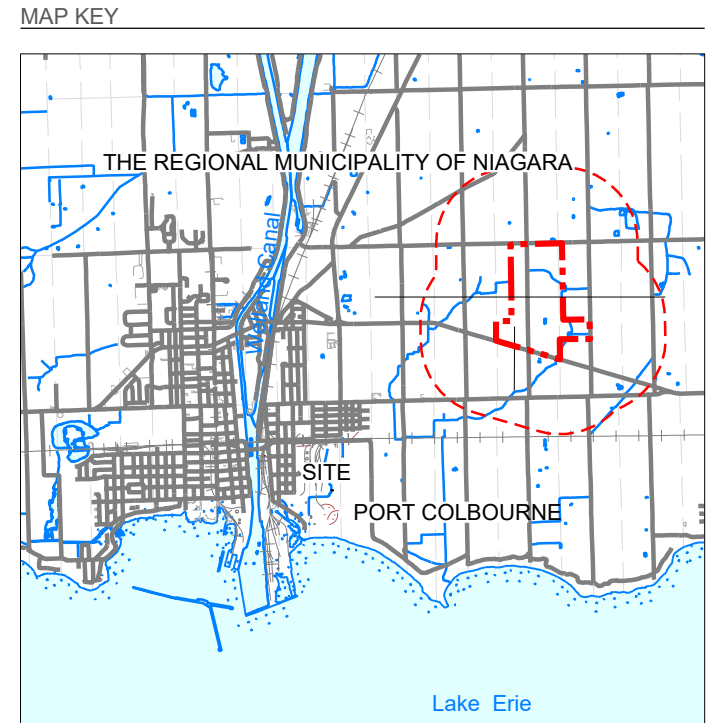 MAP KEY
THE REGIONAL MUNICIPALITY OF NIAGARA
Welland Canal
SITE
PORT COLBOURNE
Lake Erie